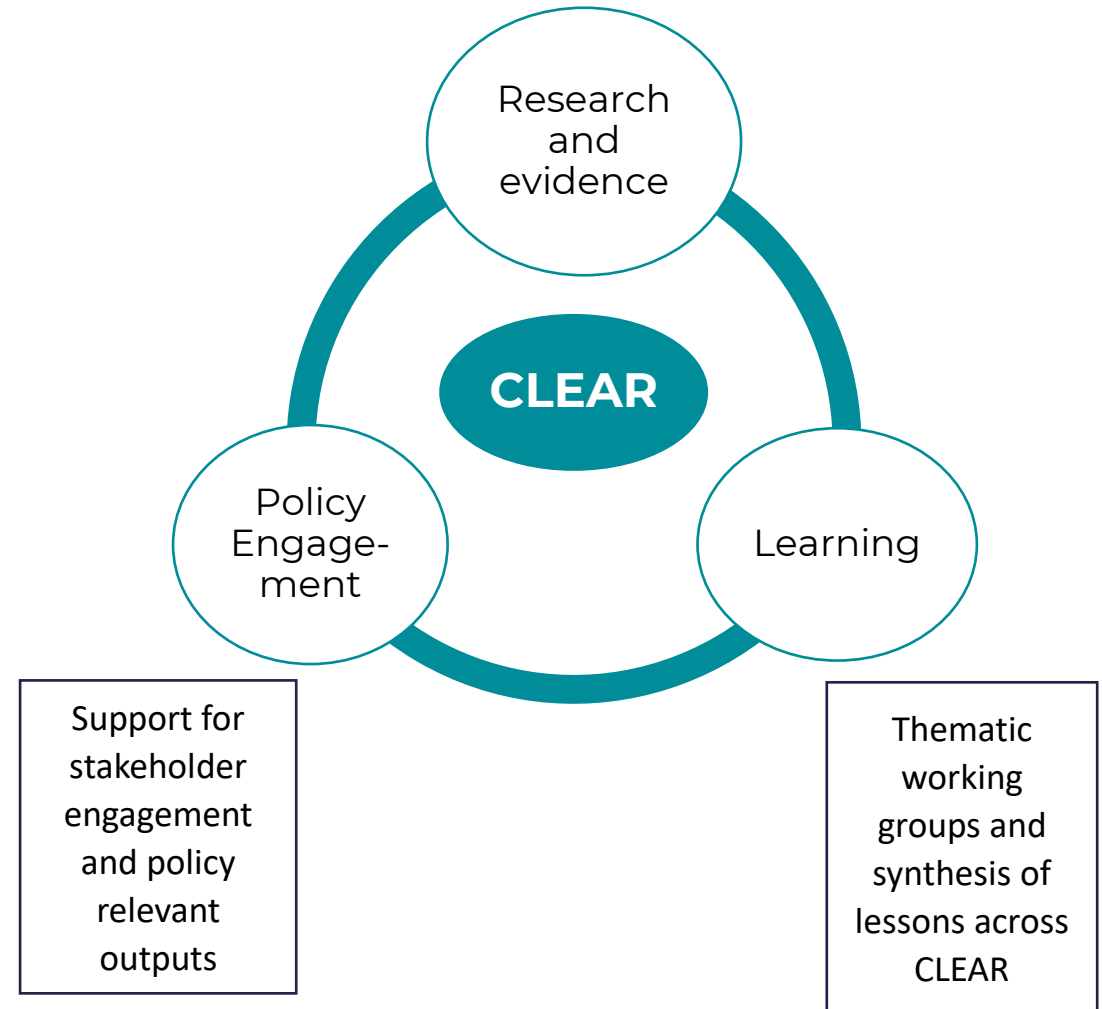 Research
and
evidence
CLEAR
Policy
Engage-
ment
Learning
Support for
stakeholder
engagement
and policy
relevant
outputs
Thematic
working
groups and
synthesis of
lessons across
CLEAR